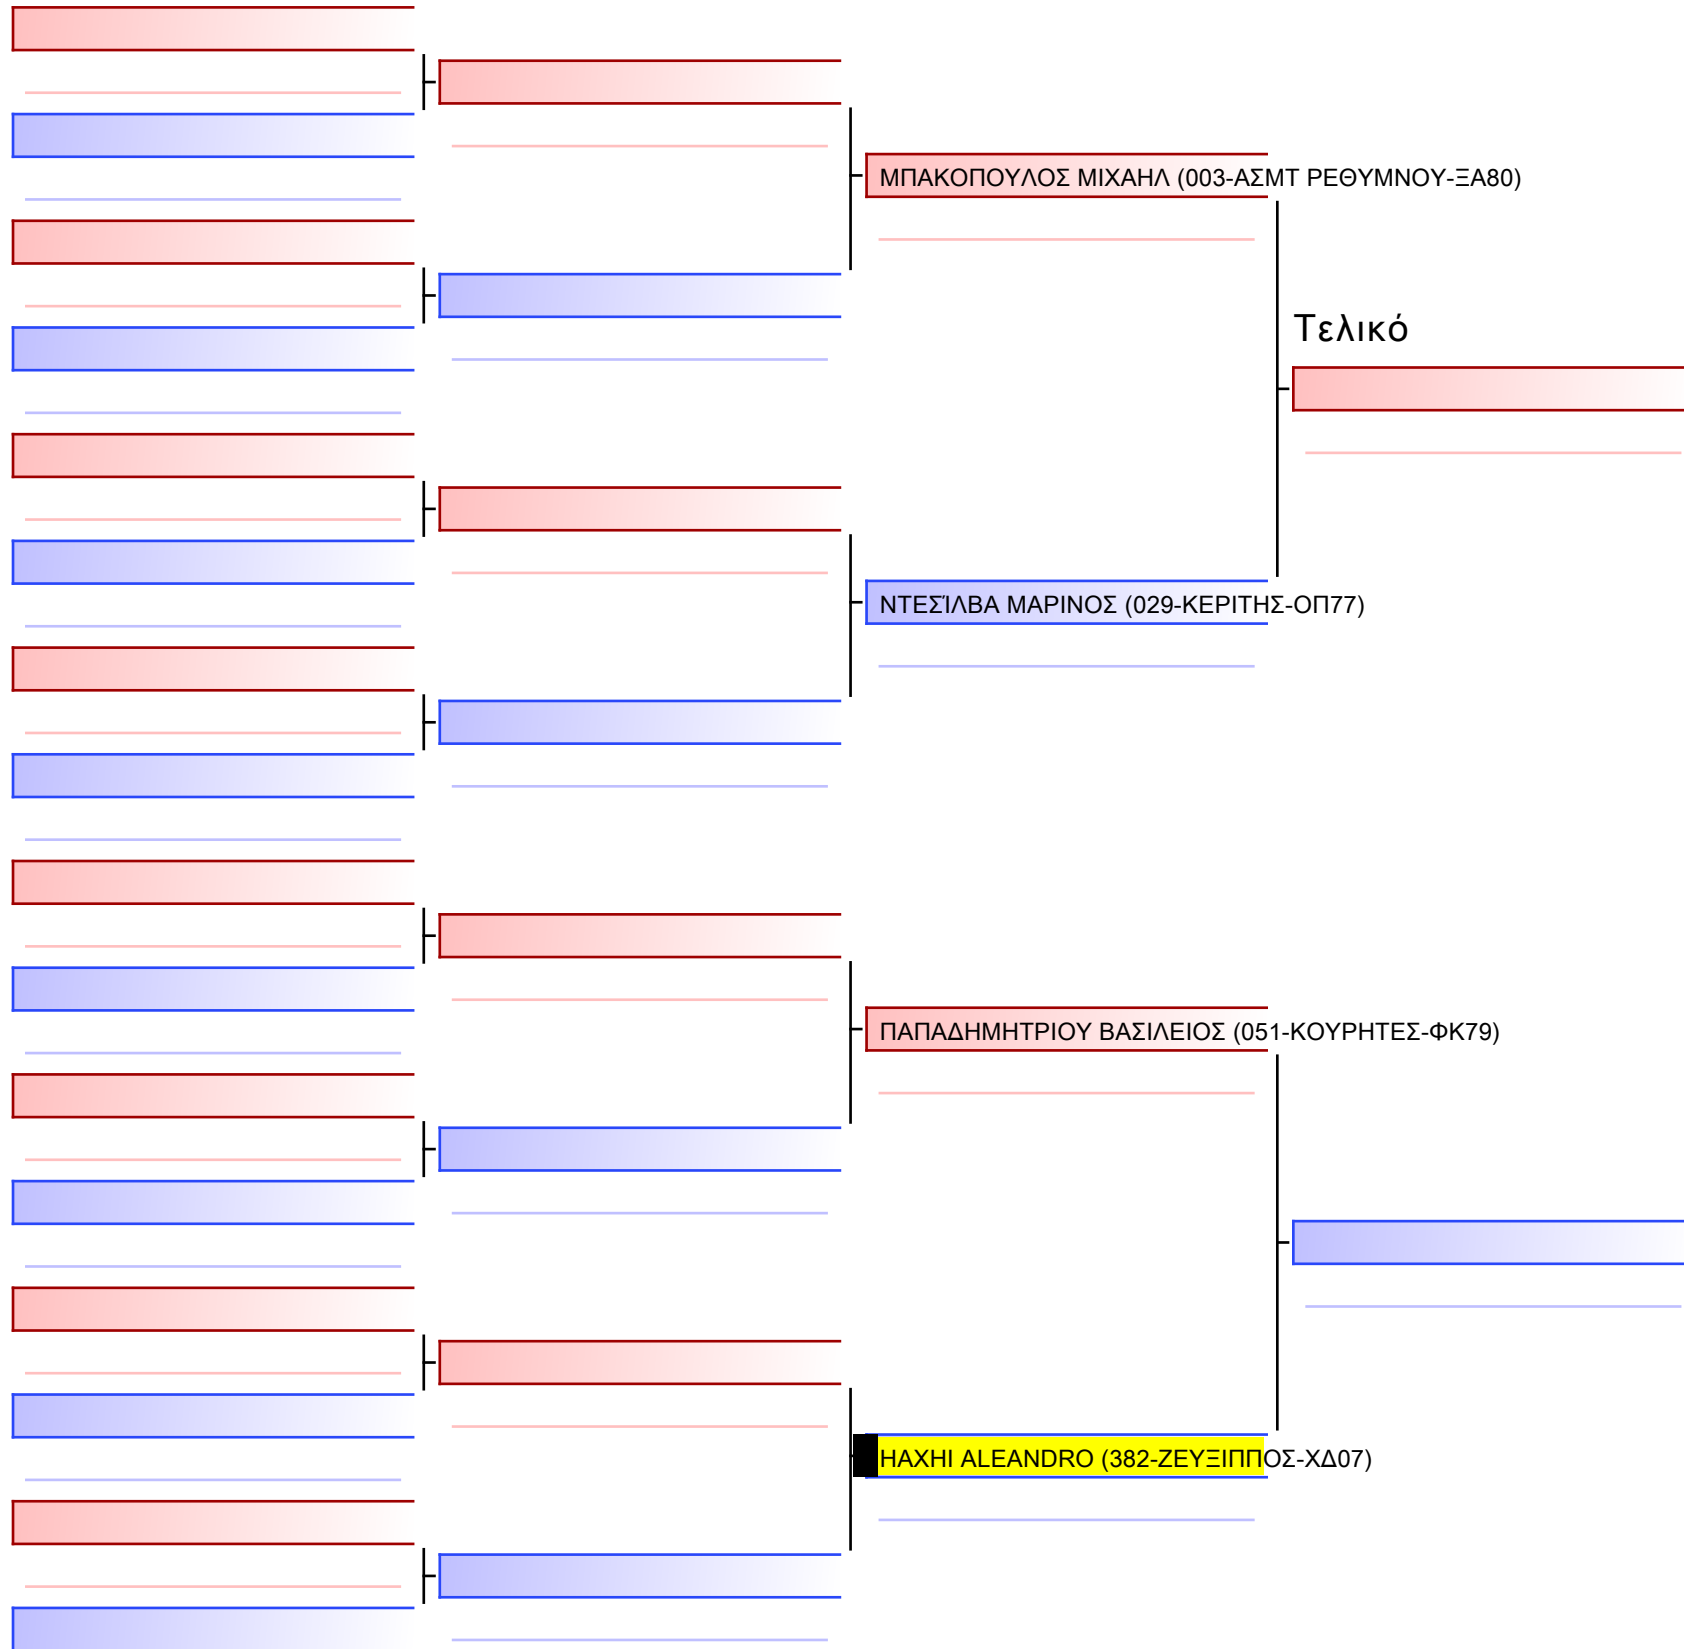 ΜΠΑΚΟΠΟΥΛΟΣ ΜΙΧΑΗΛ (003-ΑΣΜΤ ΡΕΘΥΜΝΟΥ-ΞΑ80)
Τελικό
ΝΤΕΣΊΛΒΑ ΜΑΡΙΝΟΣ (029-ΚΕΡΙΤΗΣ-ΟΠ77)
ΠΑΠΑΔΗΜΗΤΡΙΟΥ ΒΑΣΙΛΕΙΟΣ (051-ΚΟΥΡΗΤΕΣ-ΦΚ79)
HAXHI ALEANDRO (382-ΖΕΥΞΙΠΠΟΣ-ΧΔ07)